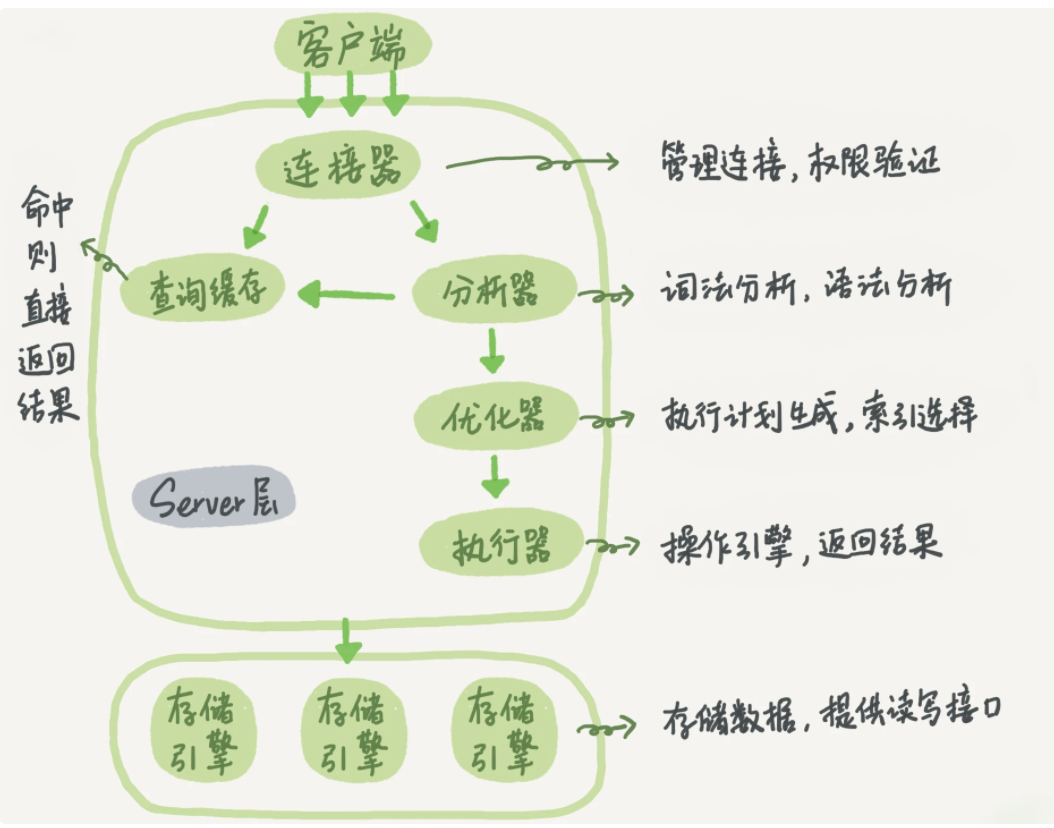 客户端
连接器
管理连接,权限验证
命中
则
直接
返回
结果
查询缓存
分析器
词法分析,语法分析
优化器
执行计划生成,索引选择
Server层
执行器
操作引擎,返回结果
存储
引擎
存储
引擎
存储
引擎
存储数据,提供读写接口